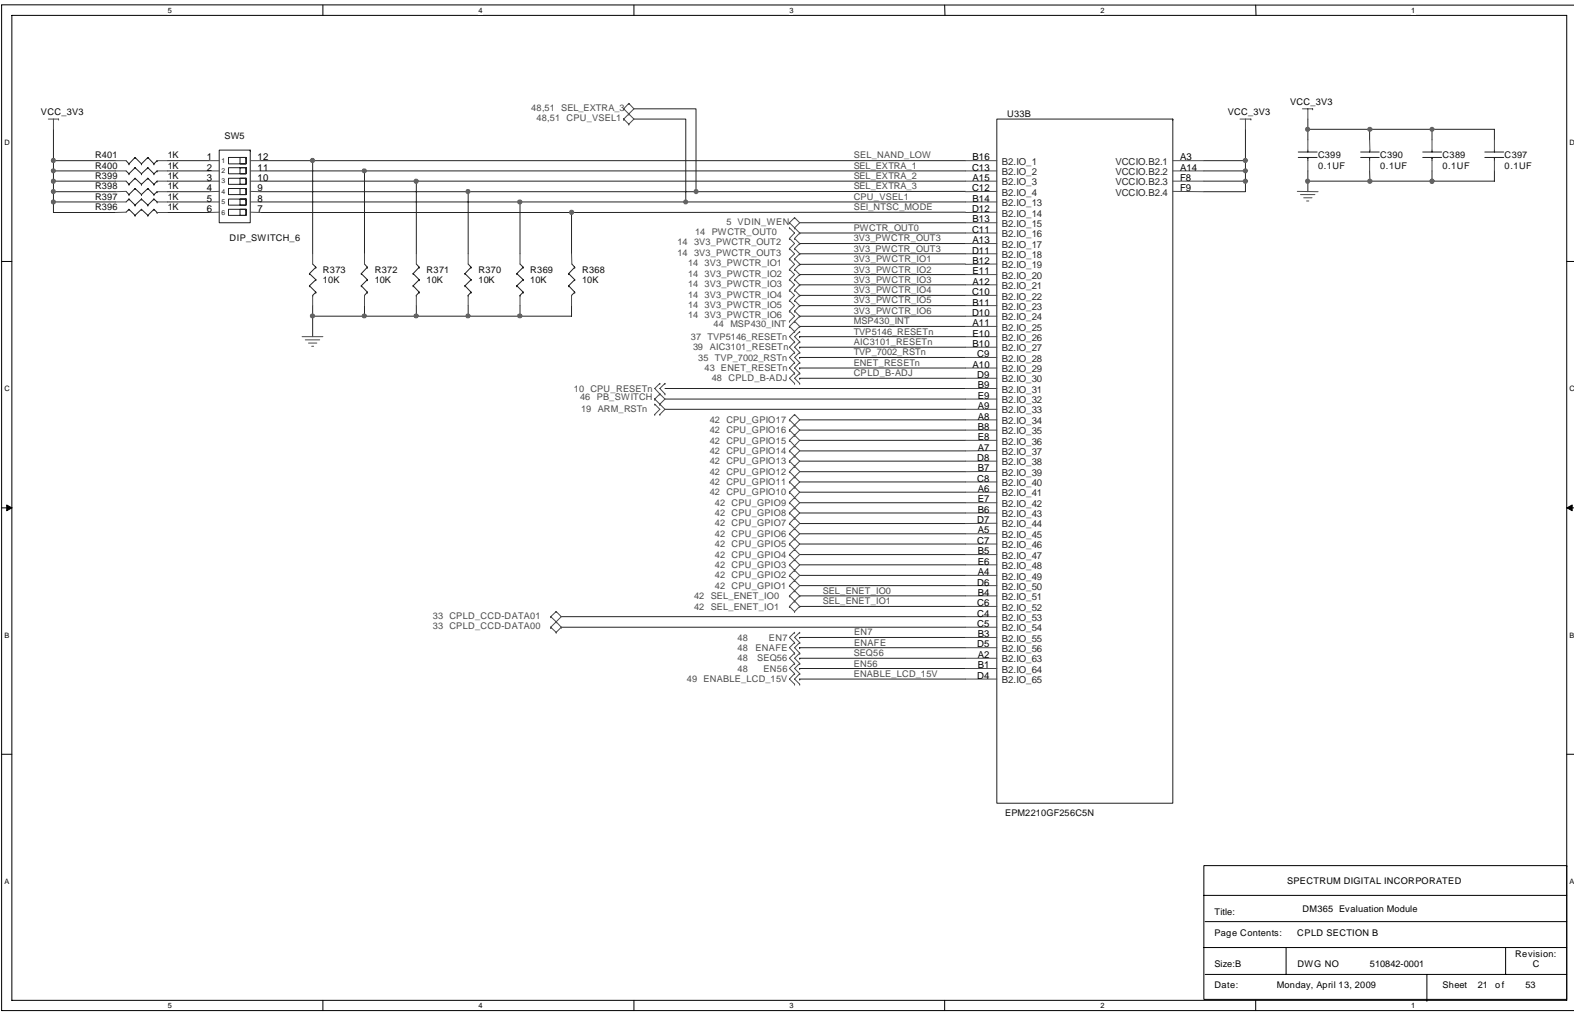 5 4 3 2 1
D
C
B
A
VCC_3V3
SW5
R401 1K 1 1 12
R400 1K 2 2 11
R399 1K 3 3 10
R398 1K 4 4 9
R397 1K 5 5 8
R396 1K 6 6 7
DIP_SWITCH_6
R373 10K
R372 10K
R371 10K
R370 10K
R369 10K
R368 10K
48,51 SEL_EXTRA_3
48,51 CPU_VSEL1
U33B
SEL_NAND_LOW B16 B2.IO_1
SEL_EXTRA_1 C13 B2.IO_2
SEL_EXTRA_2 A15 B2.IO_3
SEL_EXTRA_3 C12 B2.IO_4
CPU_VSEL1 B14 B2.IO_13
SEl_NTSC_MODE D12 B2.IO_14
5 VDIN_WEN B13 B2.IO_15
14 PWCTR_OUT0 PWCTR_OUT0 C11 B2.IO_16
14 3V3_PWCTR_OUT2 3V3_PWCTR_OUT3 A13 B2.IO_17
14 3V3_PWCTR_OUT3 3V3_PWCTR_OUT3 D11 B2.IO_18
14 3V3_PWCTR_IO1 3V3_PWCTR_IO1 B12 B2.IO_19
14 3V3_PWCTR_IO2 3V3_PWCTR_IO2 E11 B2.IO_20
14 3V3_PWCTR_IO3 3V3_PWCTR_IO3 A12 B2.IO_21
14 3V3_PWCTR_IO4 3V3_PWCTR_IO4 C10 B2.IO_22
14 3V3_PWCTR_IO5 3V3_PWCTR_IO5 B11 B2.IO_23
14 3V3_PWCTR_IO6 3V3_PWCTR_IO6 D10 B2.IO_24
44 MSP430_INT MSP430_INT A11 B2.IO_25
37 TVP5146_RESETn TVP5146_RESETn E10 B2.IO_26
39 AIC3101_RESETn AIC3101_RESETn B10 B2.IO_27
35 TVP_7002_RSTn TVP_7002_RSTn C9 B2.IO_28
43 ENET_RESETn ENET_RESETn A10 B2.IO_29
48 CPLD_B-ADJ CPLD_B-ADJ D9 B2.IO_30
10 CPU_RESETn B9 B2.IO_31
46 PB_SWITCH E9 B2.IO_32
19 ARM_RSTn A9 B2.IO_33
42 CPU_GPIO17 A8 B2.IO_34
42 CPU_GPIO16 B8 B2.IO_35
42 CPU_GPIO15 E8 B2.IO_36
42 CPU_GPIO14 A7 B2.IO_37
42 CPU_GPIO13 D8 B2.IO_38
42 CPU_GPIO12 B7 B2.IO_39
42 CPU_GPIO11 C8 B2.IO_40
42 CPU_GPIO10 A6 B2.IO_41
42 CPU_GPIO9 E7 B2.IO_42
42 CPU_GPIO8 B6 B2.IO_43
42 CPU_GPIO7 D7 B2.IO_44
42 CPU_GPIO6 A5 B2.IO_45
42 CPU_GPIO5 C7 B2.IO_46
42 CPU_GPIO4 B5 B2.IO_47
42 CPU_GPIO3 E6 B2.IO_48
42 CPU_GPIO2 A4 B2.IO_49
42 CPU_GPIO1 D6 B2.IO_50
42 SEL_ENET_IO0 SEL_ENET_IO0 B4 B2.IO_51
42 SEL_ENET_IO1 SEL_ENET_IO1 C6 B2.IO_52
33 CPLD_CCD-DATA01 C4 B2.IO_53
33 CPLD_CCD-DATA00 C5 B2.IO_54
48 EN7 EN7 B3 B2.IO_55
48 ENAFE ENAFE D5 B2.IO_56
48 SEQ56 SEQ56 A2 B2.IO_63
48 EN56 EN56 B1 B2.IO_64
49 ENABLE_LCD_15V ENABLE_LCD_15V D4 B2.IO_65
VCCIO.B2.1 A3
VCCIO.B2.2 A14
VCCIO.B2.3 F8
VCCIO.B2.4 F9
VCC_3V3
VCC_3V3
C399 0.1UF
C390 0.1UF
C389 0.1UF
C397 0.1UF
EPM2210GF256C5N
D
C
B
A
SPECTRUM DIGITAL INCORPORATED
Title: DM365 Evaluation Module
Page Contents: CPLD SECTION B
Size:B DWG NO 510842-0001 Revision: C
Date: Monday, April 13, 2009 Sheet 21 of 53
5 4 3 2 1